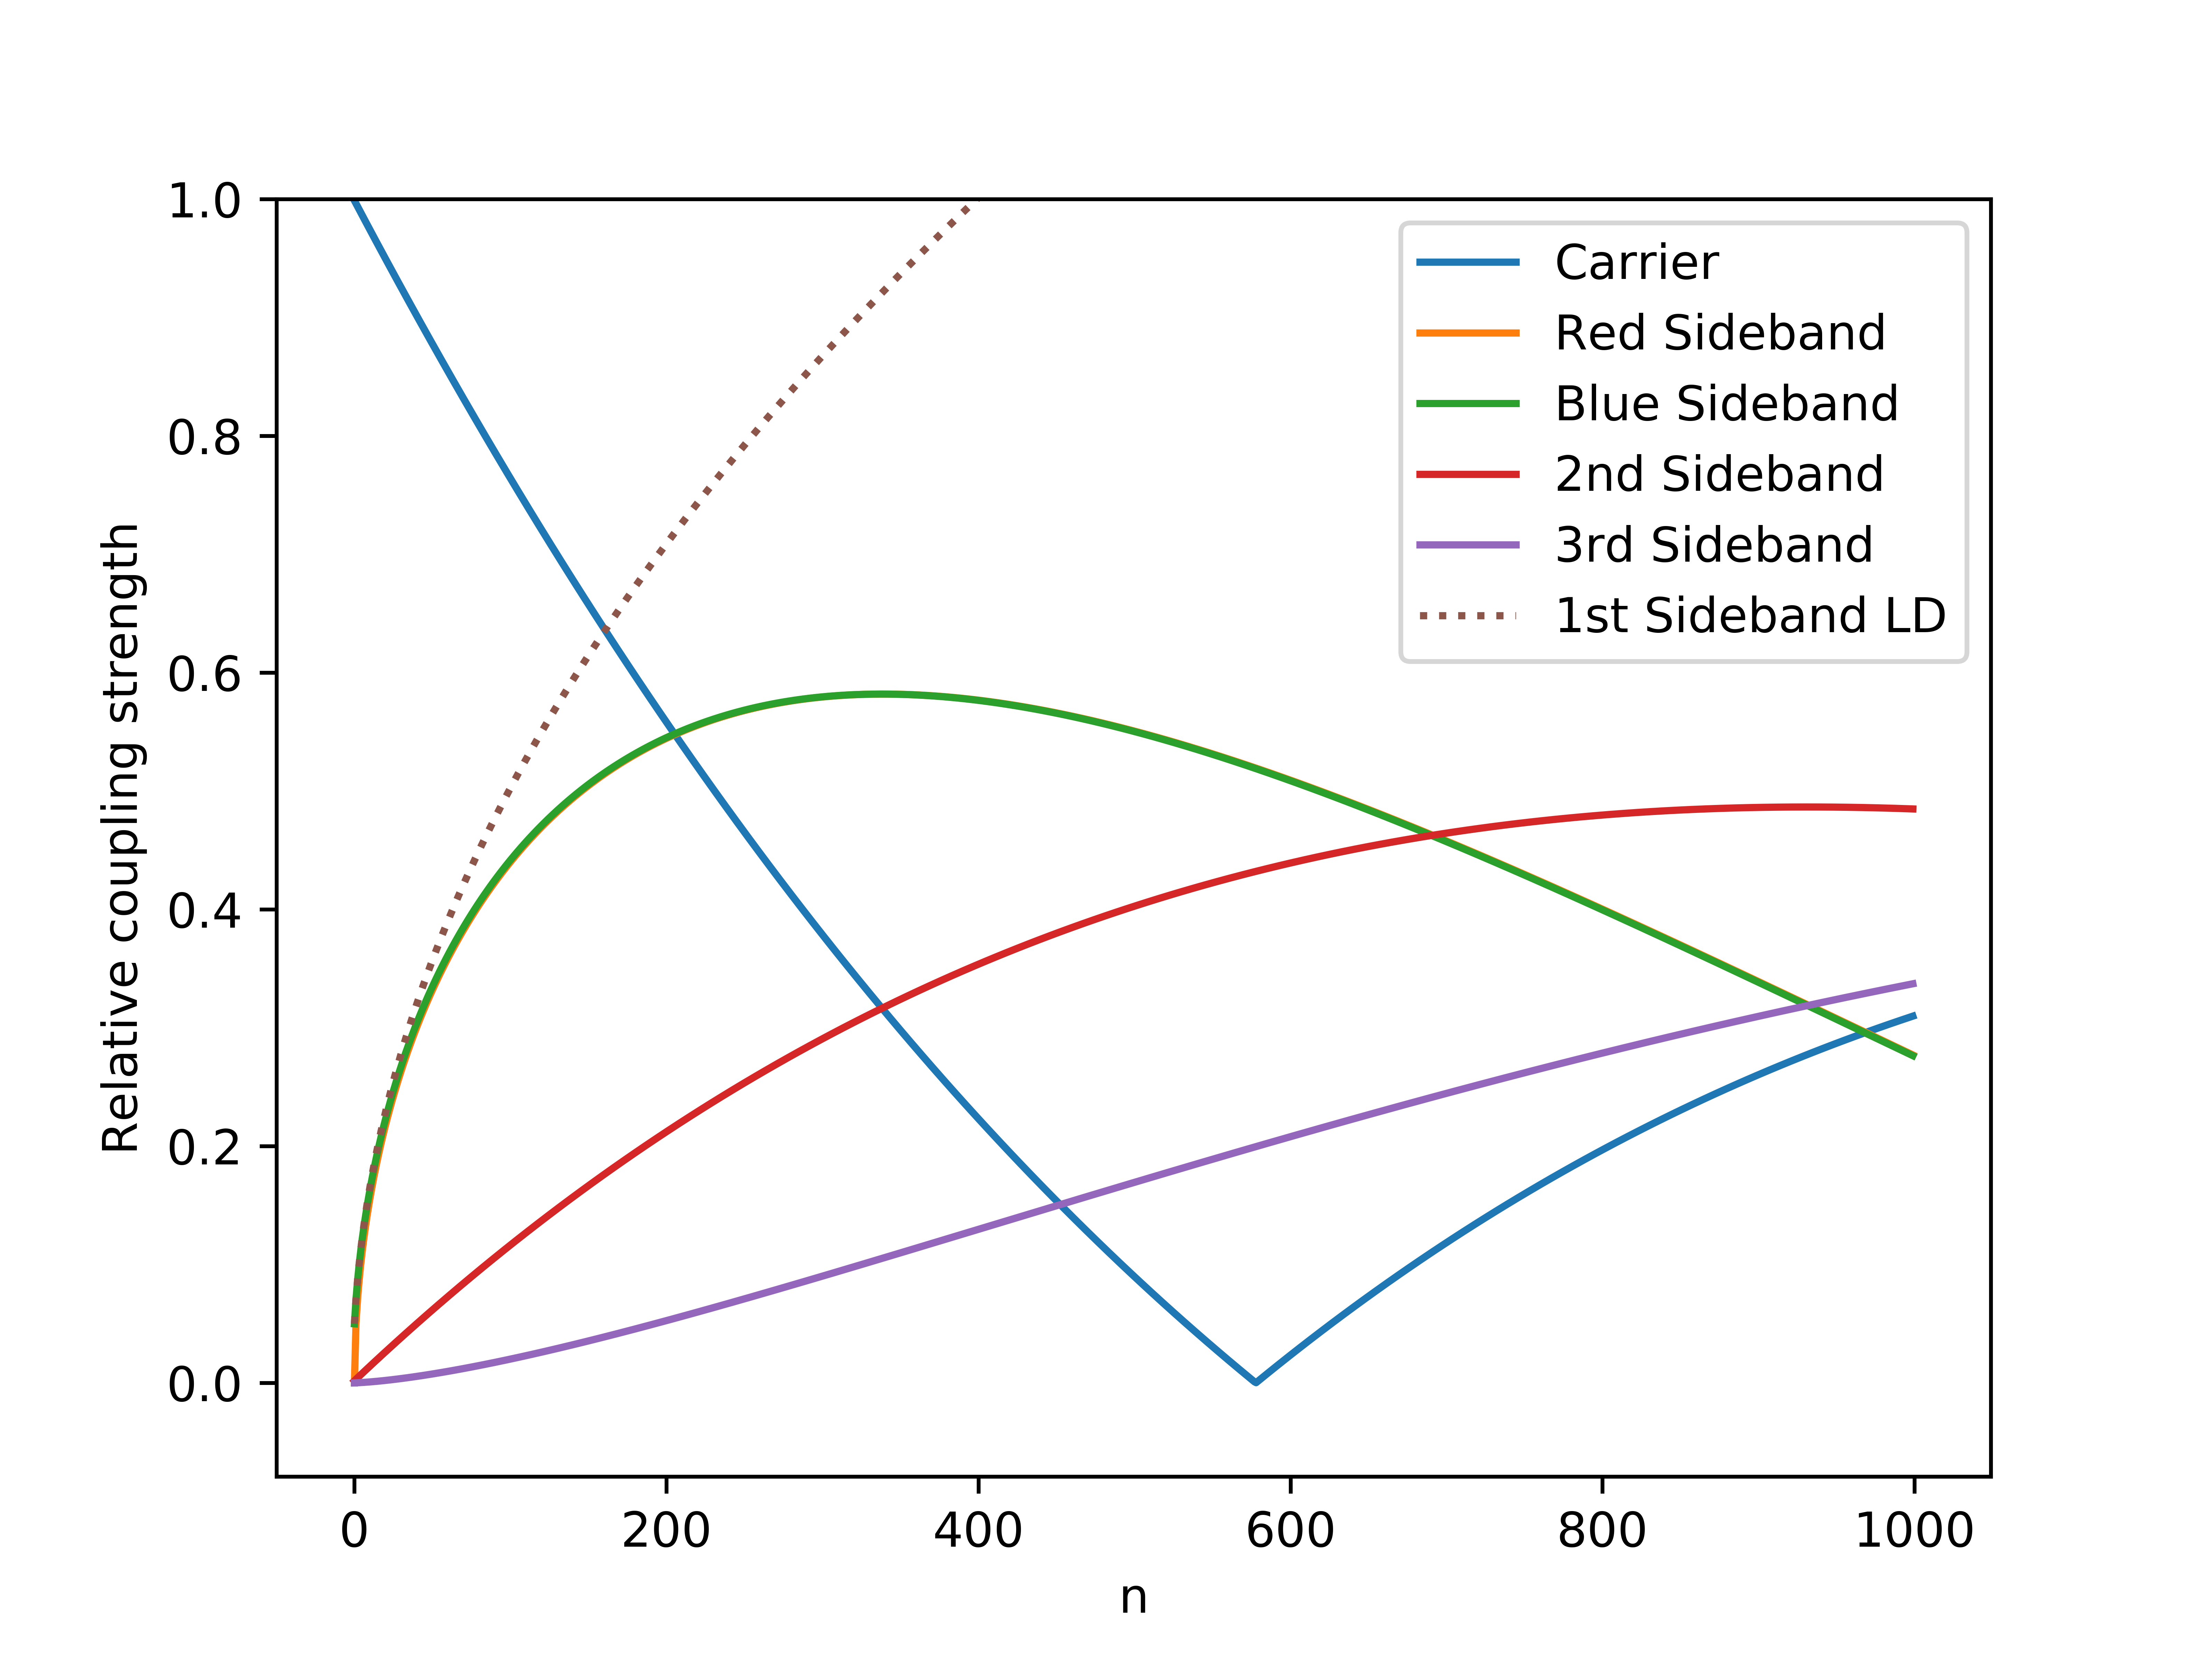 1.0
0.8
0.6
0.4
0.2
0.0
Relative coupling strength
Carrier
Red Sideband
Blue Sideband
2nd Sideband
3rd Sideband
1st Sideband LD
0 200 400 600 800 1000
n